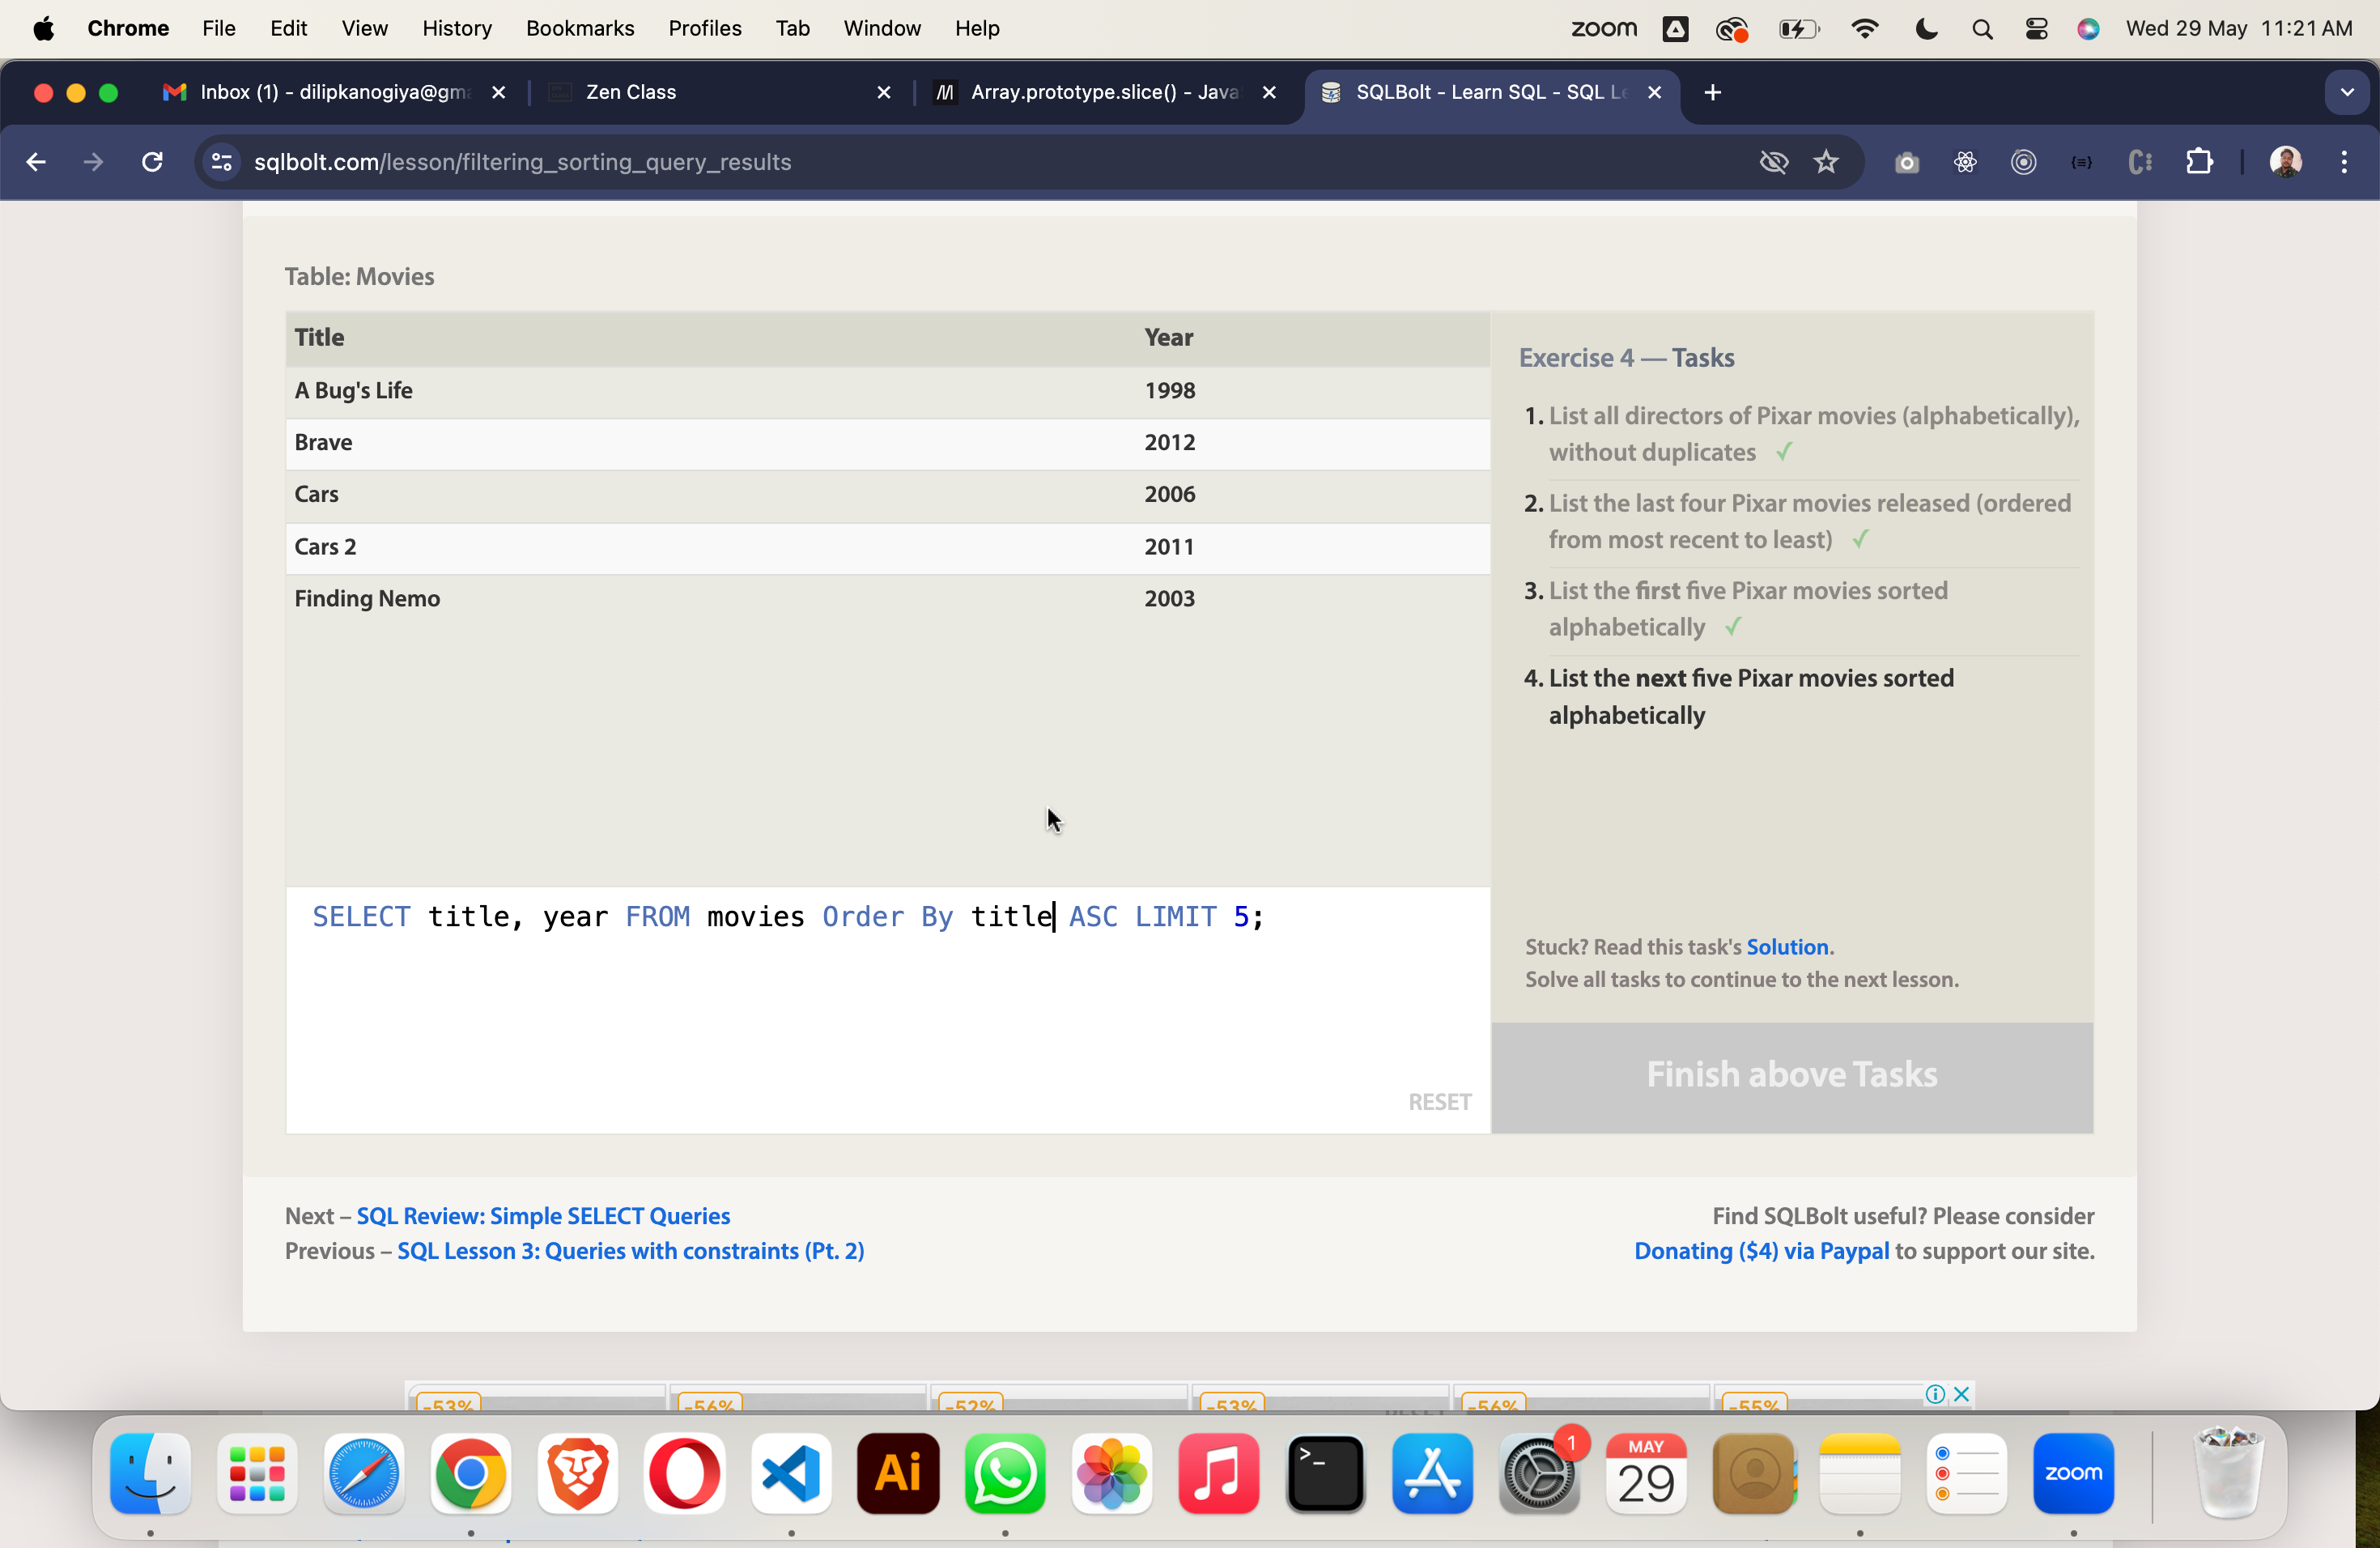 Chrome File Edit View History Bookmarks Profiles Tab Window Help zoom Wed 29 May 11:21 AM
Inbox (1) - dilipkanogiya@gma Zen Class Array.prototype.slice() - Java SQLBolt - Learn SQL - SQL Le
sqlbolt.com/lesson/filtering_sorting_query_results
Table: Movies
Title Year
A Bug's Life 1998
Brave 2012
Cars 2006
Cars 2 2011
Finding Nemo 2003
Exercise 4 — Tasks
1. List all directors of Pixar movies (alphabetically),
without duplicates ✓
2. List the last four Pixar movies released (ordered
from most recent to least) ✓
3. List the first five Pixar movies sorted
alphabetically ✓
4. List the next five Pixar movies sorted
alphabetically
SELECT title, year FROM movies Order By title ASC LIMIT 5;
RESET
Stuck? Read this task's Solution.
Solve all tasks to continue to the next lesson.
Finish above Tasks
Next – SQL Review: Simple SELECT Queries
Previous – SQL Lesson 3: Queries with constraints (Pt. 2)
Find SQLBolt useful? Please consider
Donating ($4) via Paypal to support our site.
-53% -56% -52% -53% -56% -55%
Ai 1 MAY 29 zoom